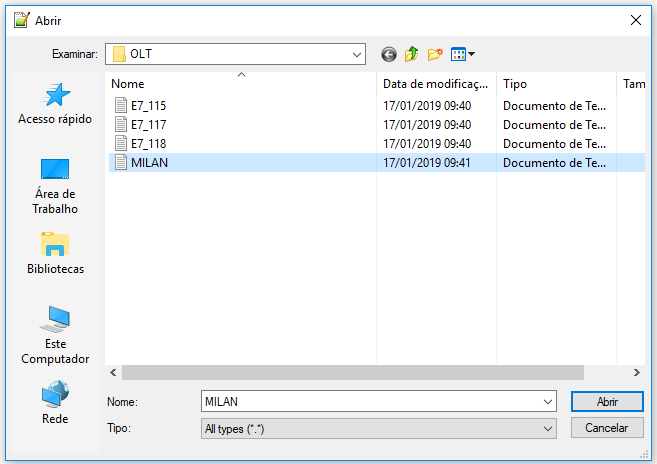 Abrir
Examinar: OLT
Nome Data de modificaç... Tipo Tam
E7_115 17/01/2019 09:40 Documento de Te...
E7_117 17/01/2019 09:40 Documento de Te...
E7_118 17/01/2019 09:40 Documento de Te...
MILAN 17/01/2019 09:41 Documento de Te...
Acesso rápido
Área de
Trabalho
Bibliotecas
Este
Computador
Rede
Nome: MILAN Abrir
Tipo: All types (*.*) Cancelar